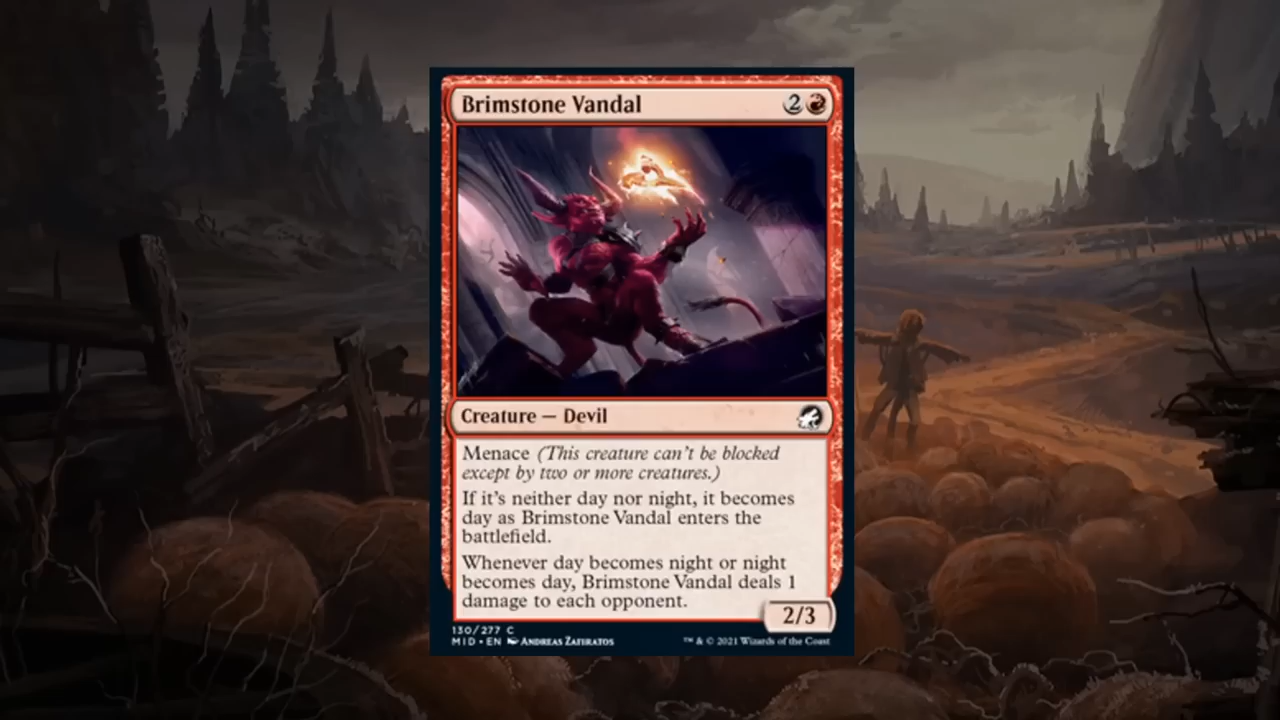 Brimstone Vandal 2
Creature — Devil
Menace (This creature can't be blocked
except by two or more creatures.)
If it's neither day nor night, it becomes
day as Brimstone Vandal enters the
battlefield.
Whenever day becomes night or night
becomes day, Brimstone Vandal deals 1
damage to each opponent.
2/3
130/277 C
MID • EN ANDREAS ZAFIRATOS
™ & © 2021 Wizards of the Coast